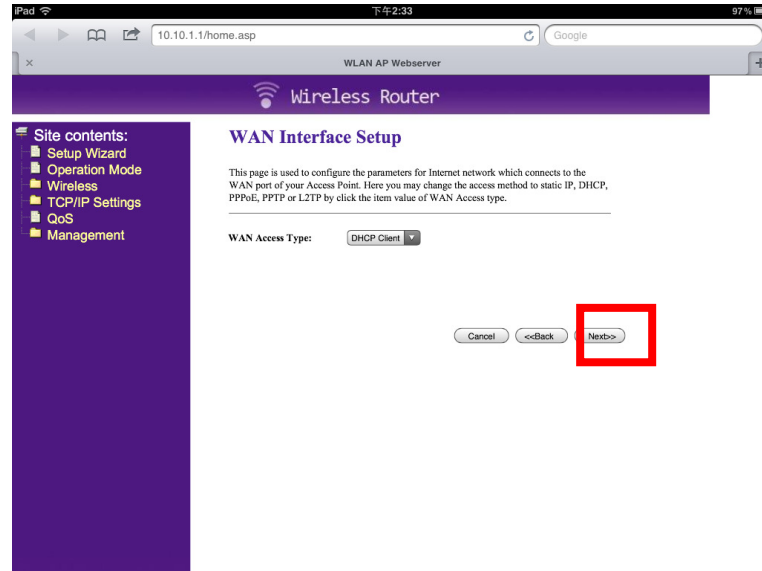 iPad 下午2:33 97%
10.10.1.1/home.asp Google
WLAN AP Webserver
Wireless Router
Site contents:
Setup Wizard
Operation Mode
Wireless
TCP/IP Settings
QoS
Management
WAN Interface Setup
This page is used to configure the parameters for Internet network which connects to the
WAN port of your Access Point. Here you may change the access method to static IP, DHCP,
PPPoE, PPTP or L2TP by click the item value of WAN Access type.
WAN Access Type: DHCP Client
Cancel <<Back Next>>